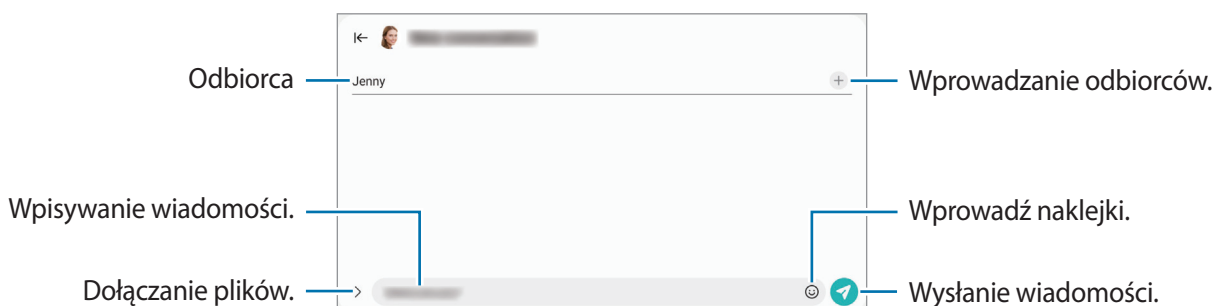 Odbiorca
Jenny
Wprowadzanie odbiorców.
Wpisywanie wiadomości.
Wprowadź naklejki.
Dołączanie plików.
Wysłanie wiadomości.